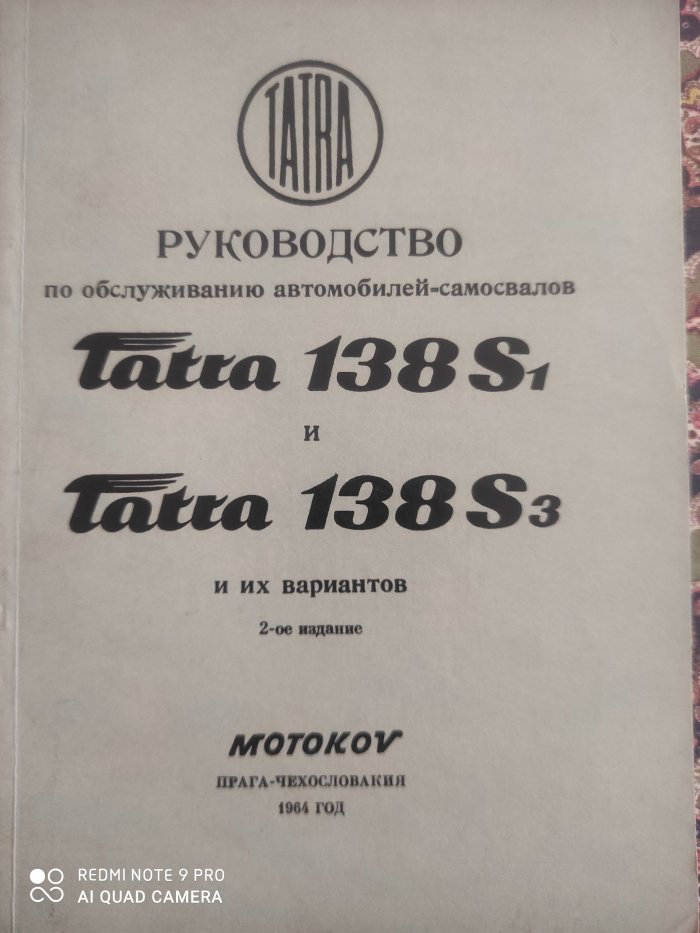 TATRA
РУКОВОДСТВО
по обслуживанию автомобилей-самосвалов
Tatra 138 S1
и
Tatra 138 S3
и их вариантов
2-ое издание
MOTOKOV
ПРАГА-ЧЕХОСЛОВАКИЯ
1964 ГОД
REDMI NOTE 9 PRO
AI QUAD CAMERA